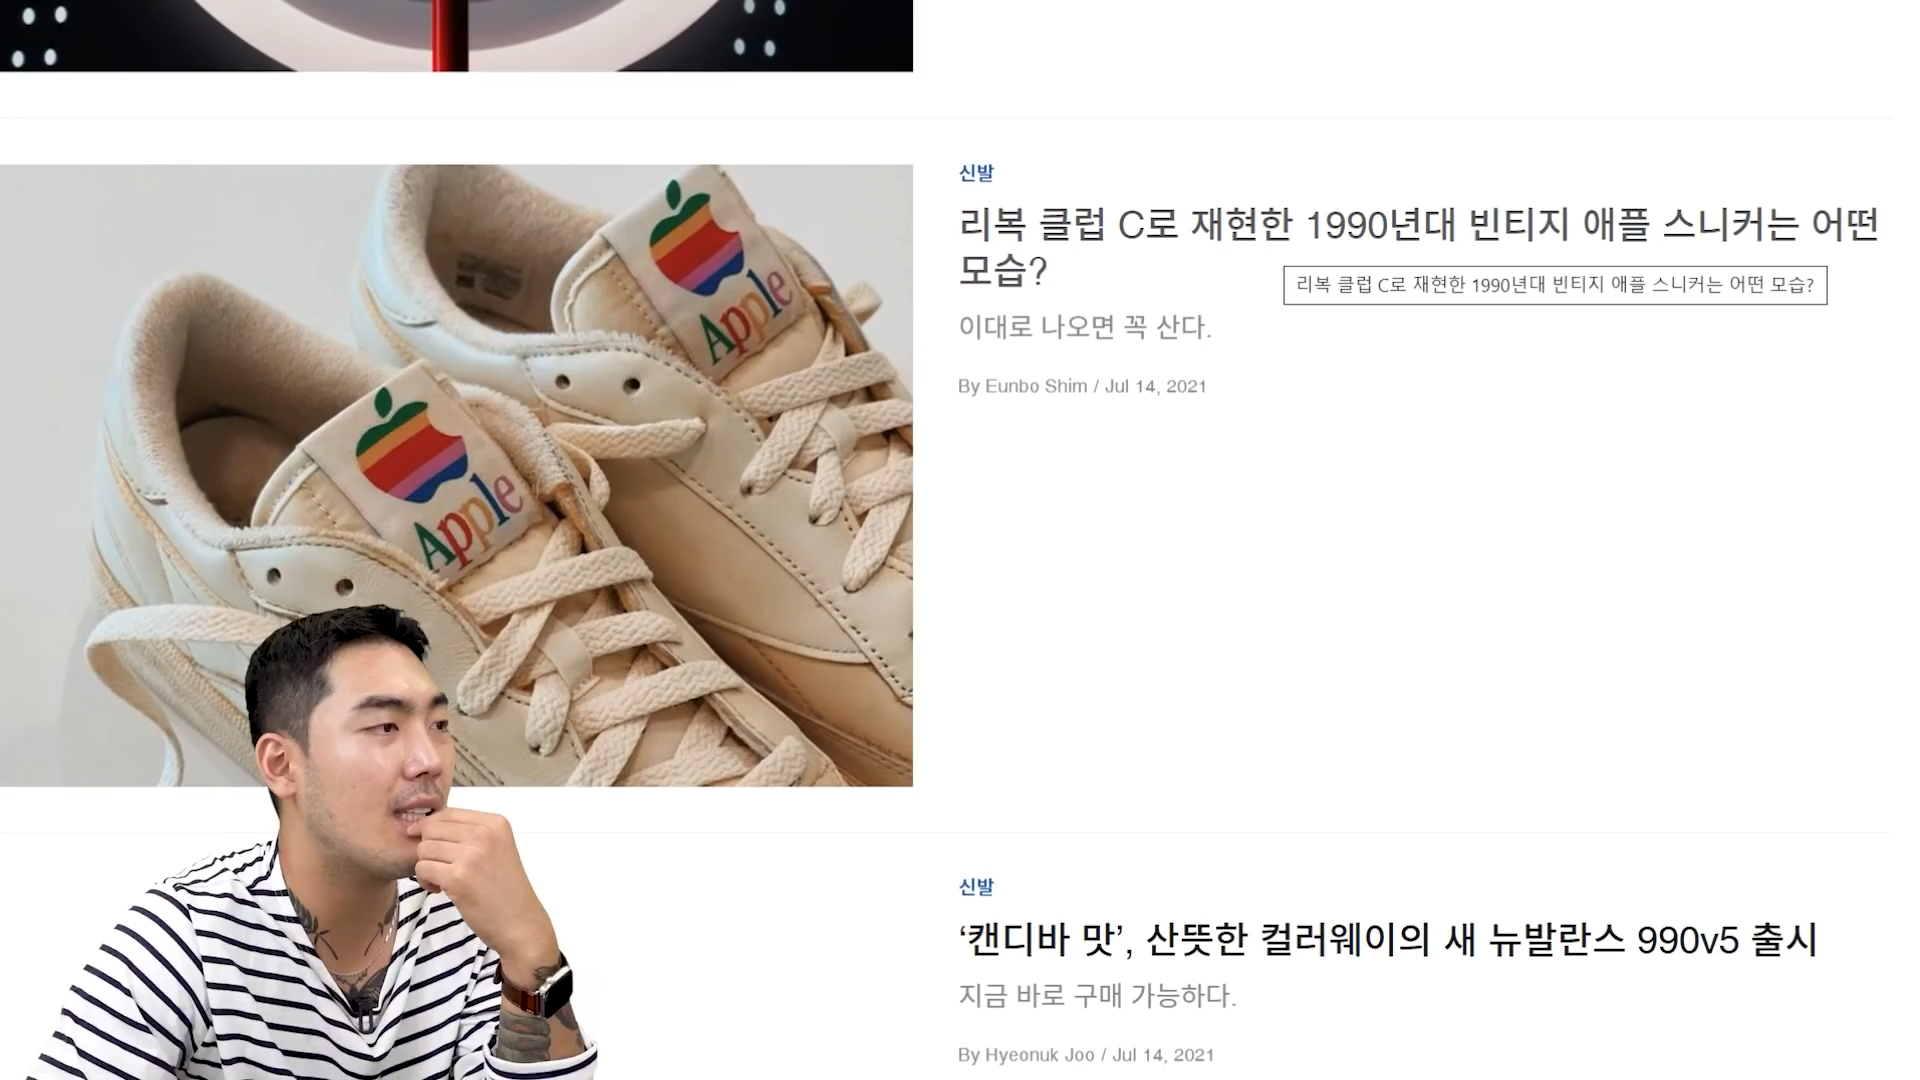 Apple
Apple
신발
리복 클럽 C로 재현한 1990년대 빈티지 애플 스니커는 어떤
모습?
리복 클럽 C로 재현한 1990년대 빈티지 애플 스니커는 어떤 모습?
이대로 나오면 꼭 산다.
By Eunbo Shim / Jul 14, 2021
신발
‘캔디바 맛’, 산뜻한 컬러웨이의 새 뉴발란스 990v5 출시
지금 바로 구매 가능하다.
By Hyeonuk Joo / Jul 14, 2021